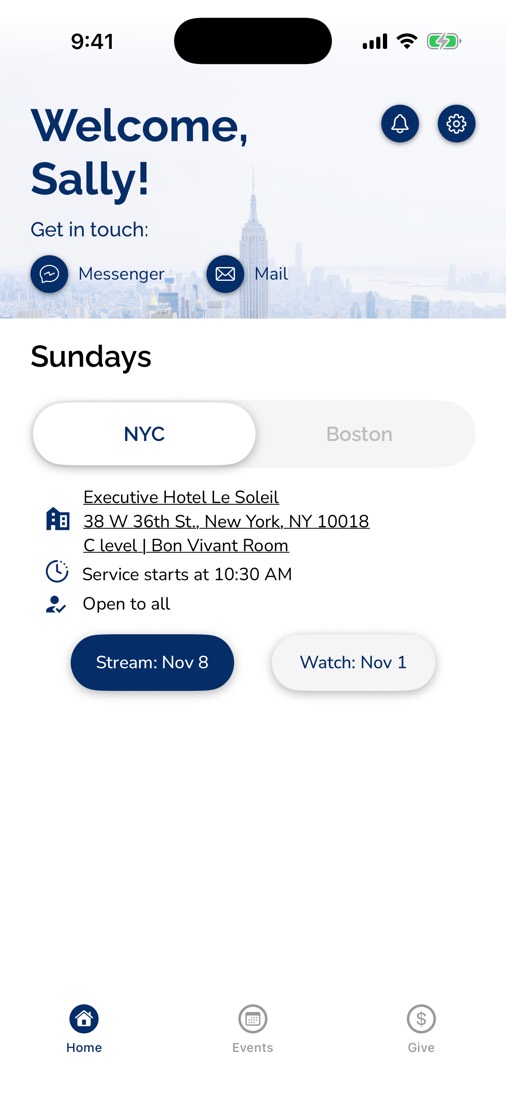 9:41
Welcome,
Sally!
Get in touch:
Messenger
Mail
Sundays
NYC
Boston
Executive Hotel Le Soleil
38 W 36th St., New York, NY 10018
C level | Bon Vivant Room
Service starts at 10:30 AM
Open to all
Stream: Nov 8
Watch: Nov 1
$
Home
Events
Give